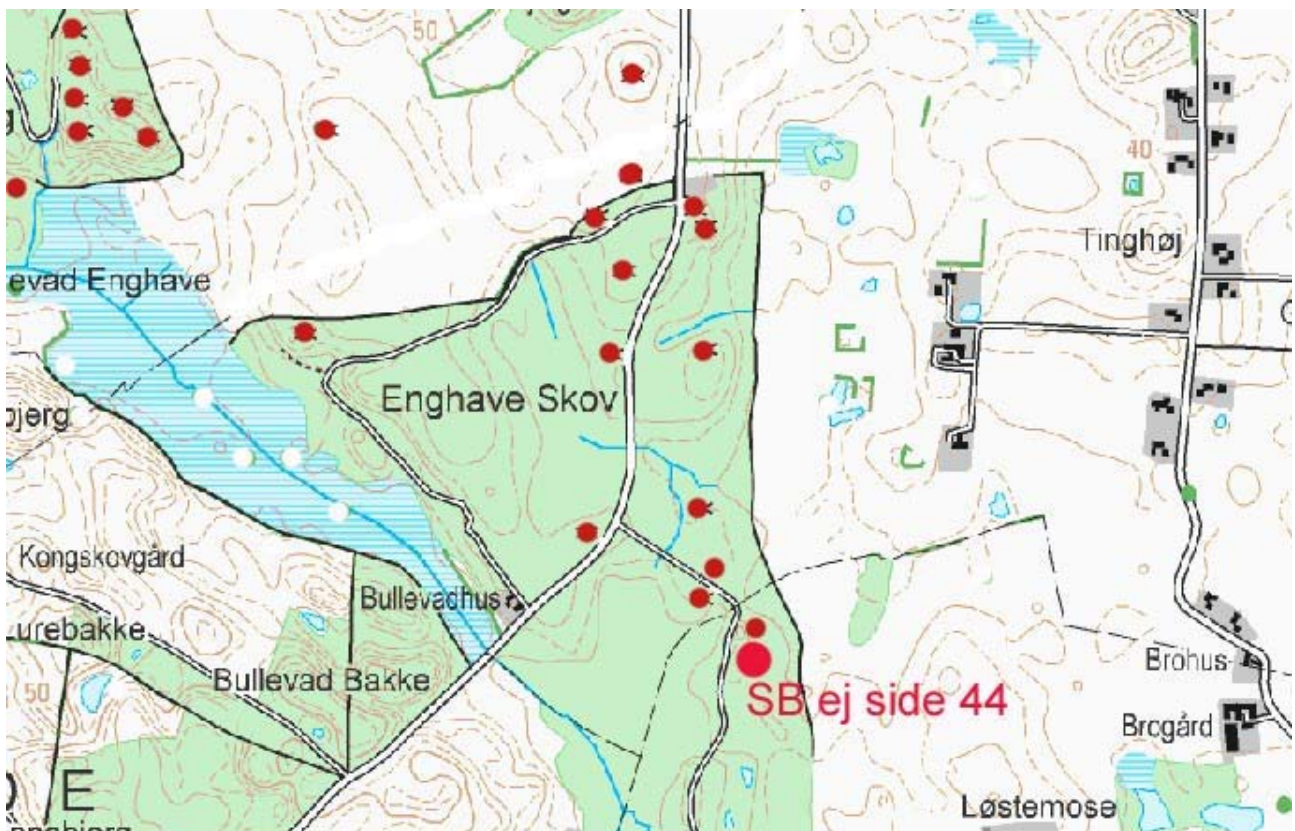 50
40
Tinghøj
evad Enghave
Enghave Skov
bjerg
Kongskovgård
Bullevadhus
urebakke
Bullevad Bakke
50
SB ej side 44
Brohus
Brogård
E
Løstemose